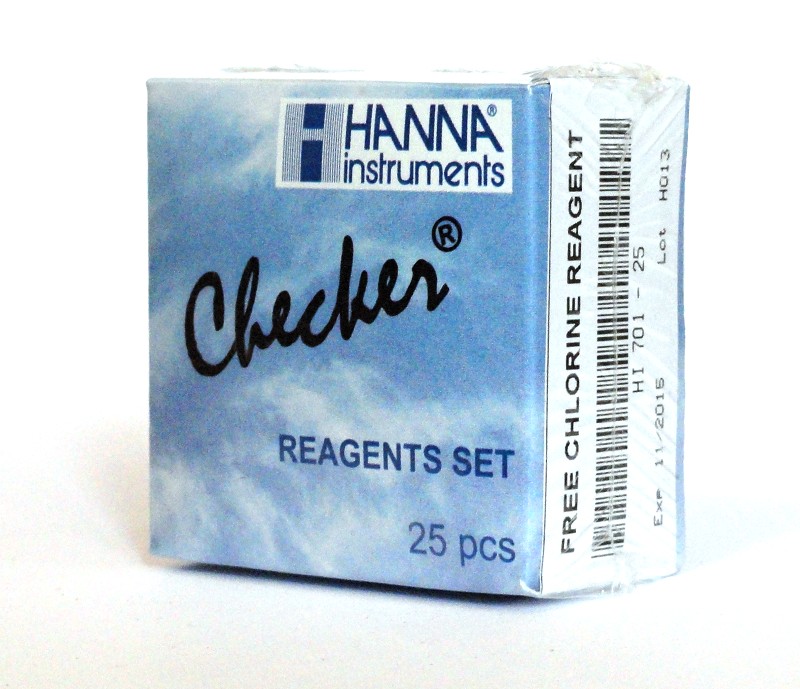 HANNA®
instruments
Checker®
REAGENTS SET
25 pcs
FREE CHLORINE REAGENT
HI 701 - 25
Exp 11/2015 Lot H013